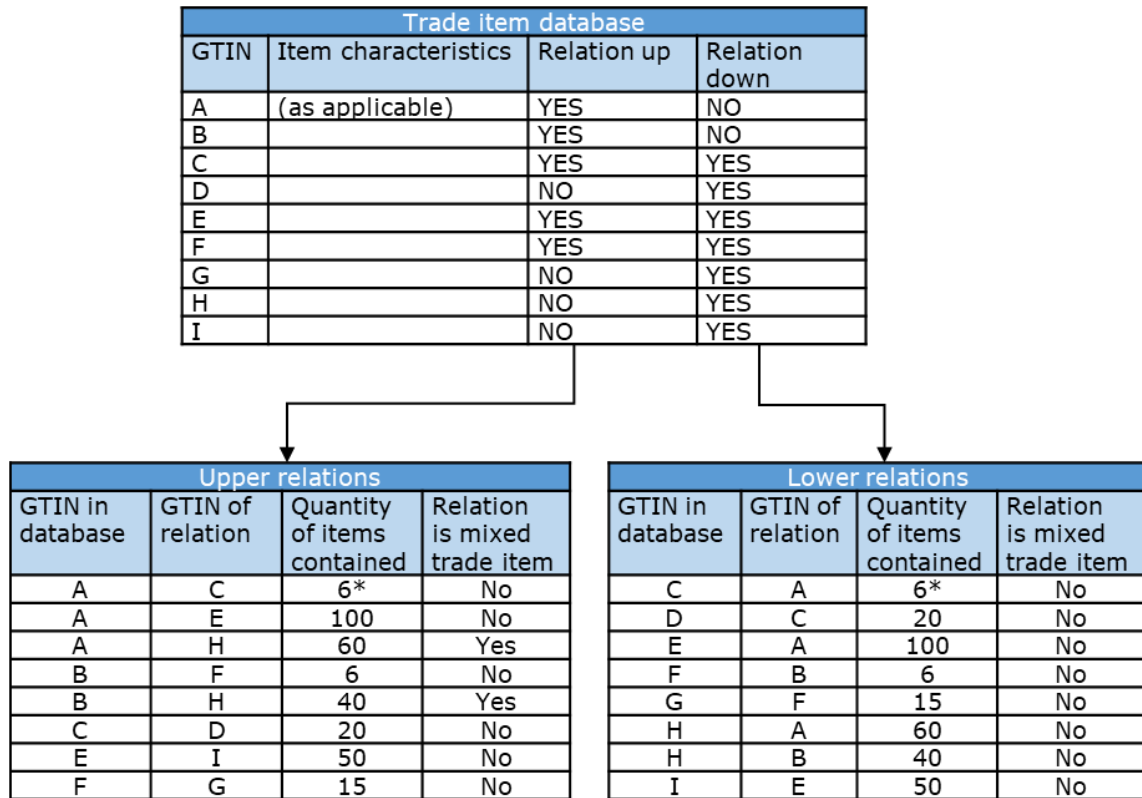 Trade item database
GTIN Item characteristics Relation up Relation
down
A (as applicable) YES NO
B YES NO
C YES YES
D NO YES
E YES YES
F YES YES
G NO YES
H NO YES
I NO YES
Upper relations
GTIN in GTIN of Quantity Relation
database relation of items is mixed
contained trade item
A C 6* No
A E 100 No
A H 60 Yes
B F 6 No
B H 40 Yes
C D 20 No
E I 50 No
F G 15 No
Lower relations
GTIN in GTIN of Quantity Relation
database relation of items is mixed
contained trade item
C A 6* No
D C 20 No
E A 100 No
F B 6 No
G F 15 No
H A 60 No
H B 40 No
I E 50 No